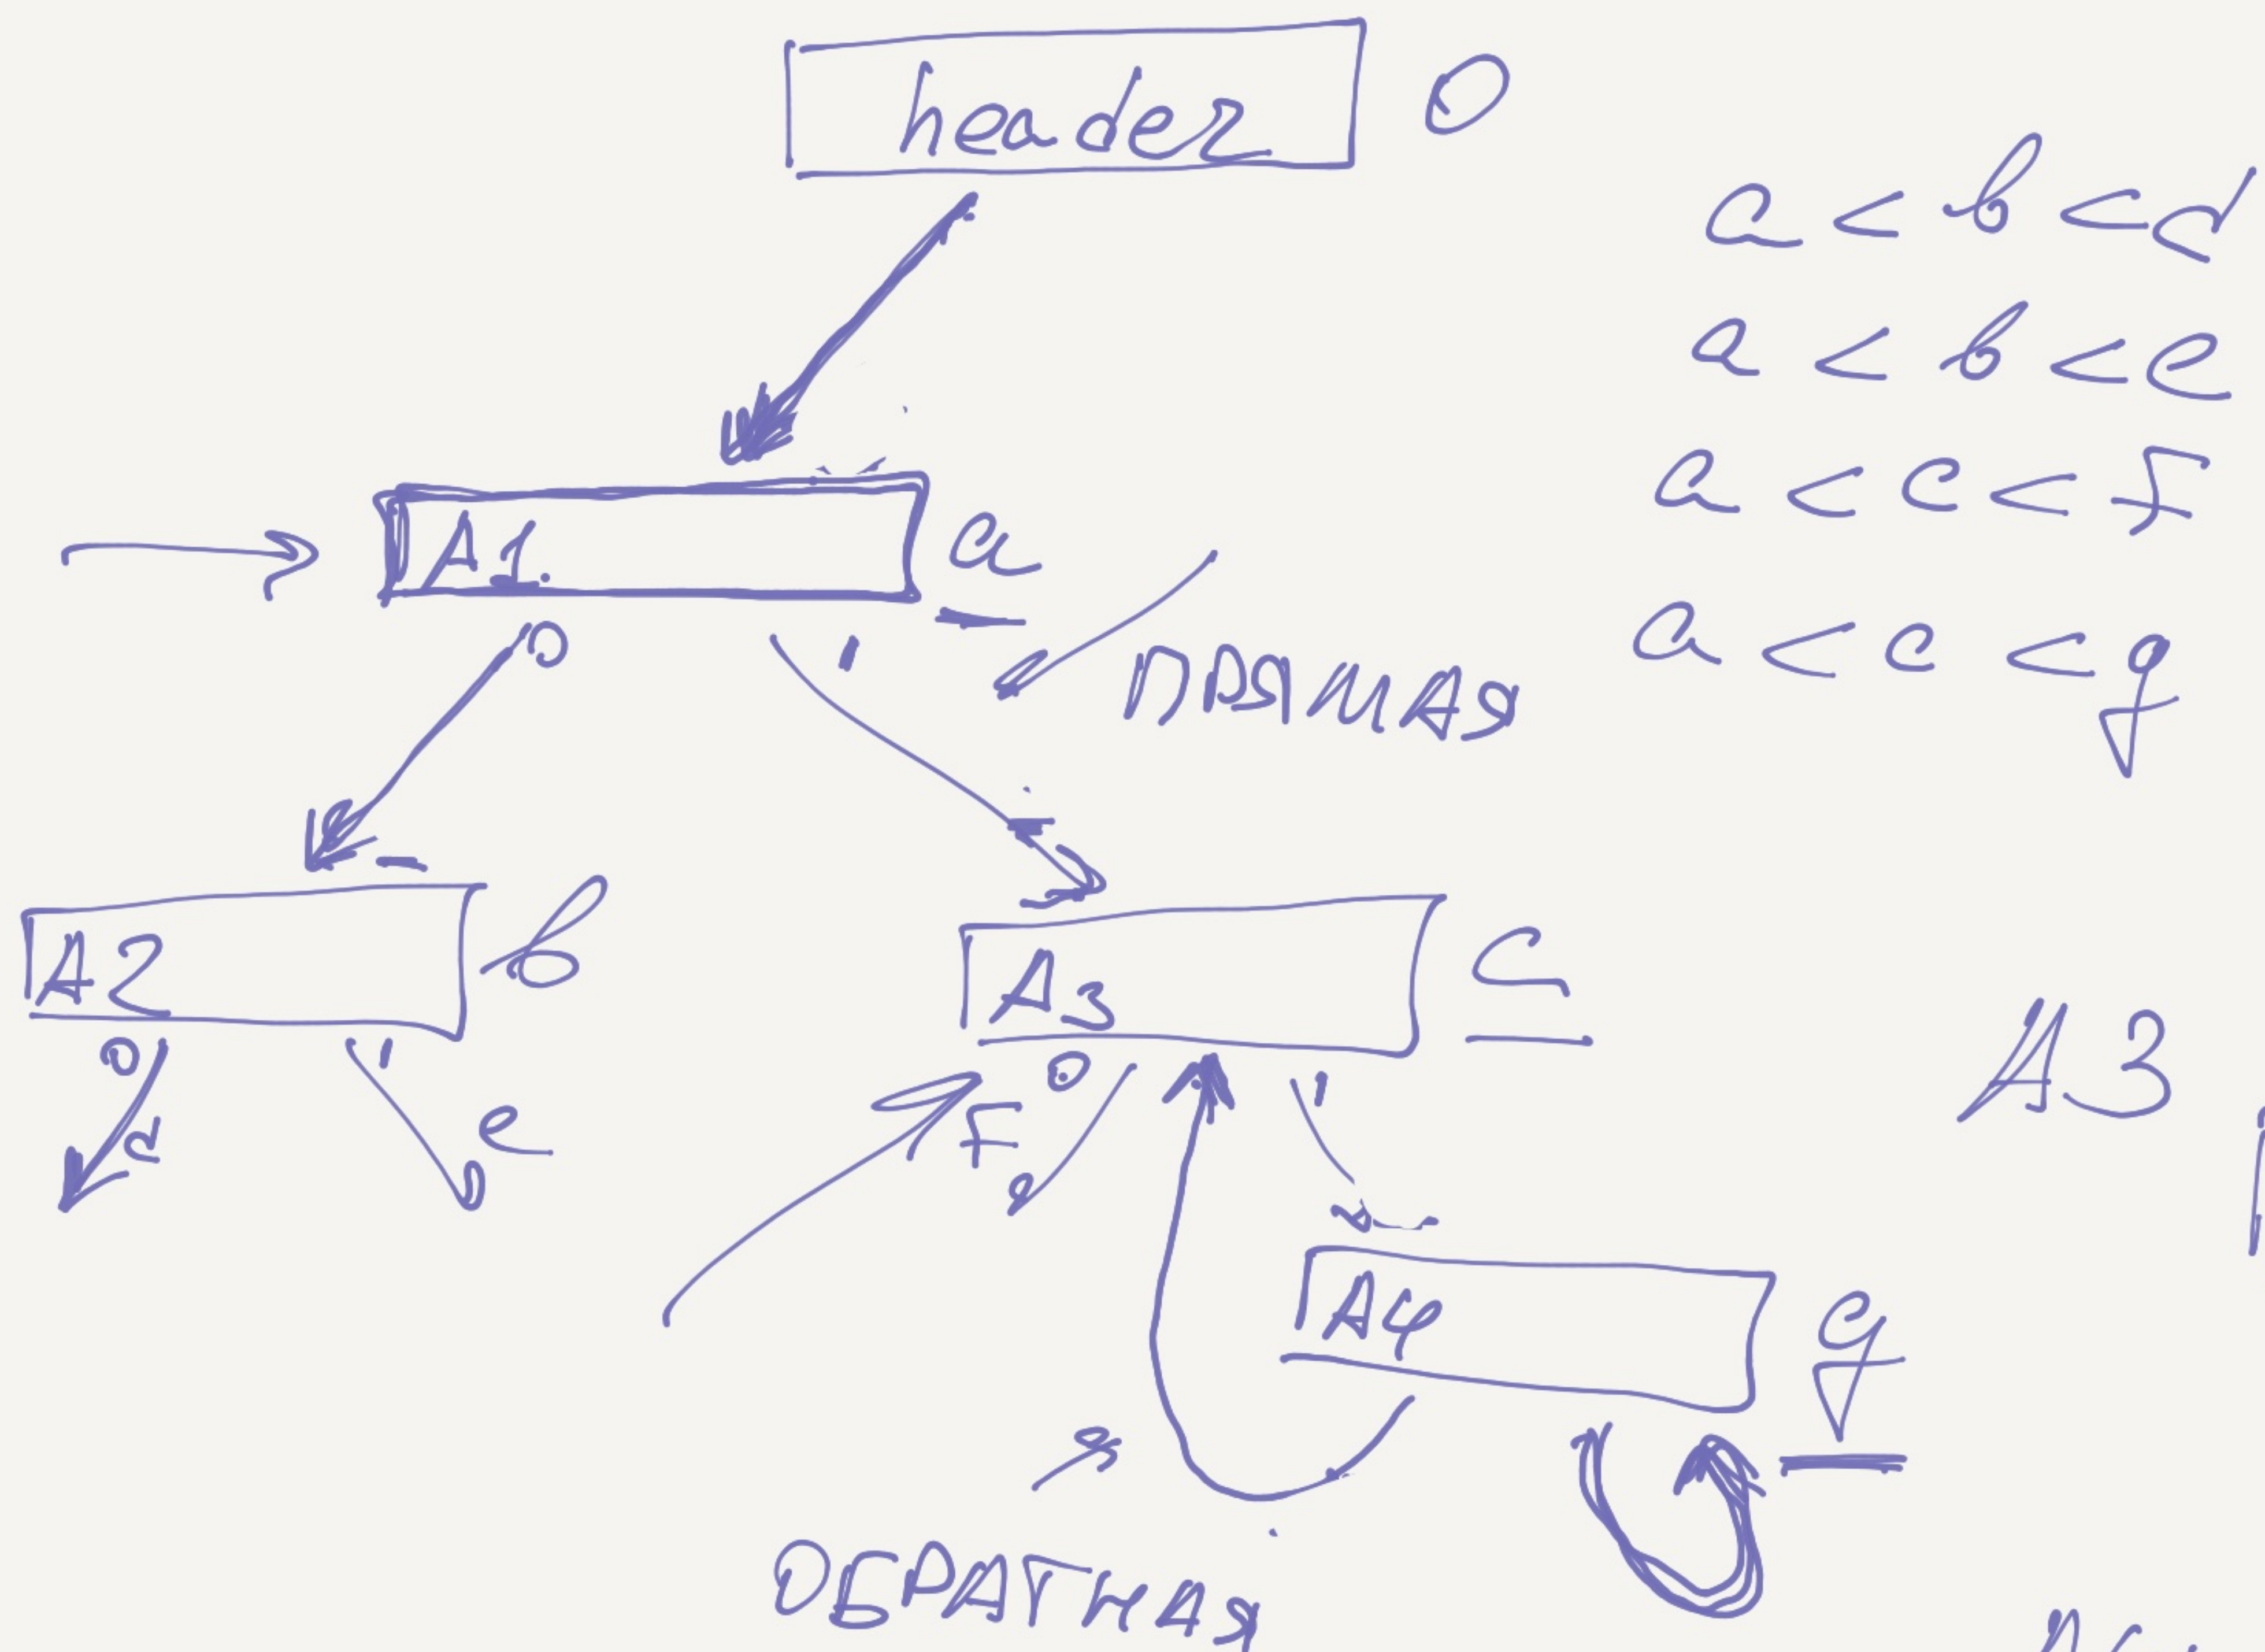 header 0
a < b < d
a < b < e
a < c < F
a < c < g
A1. a
0 1
ПРЯМАЯ
A2 b
A3 c
0 1
d e
F 0 1
A3
A4 g
ОБРАТНАЯ